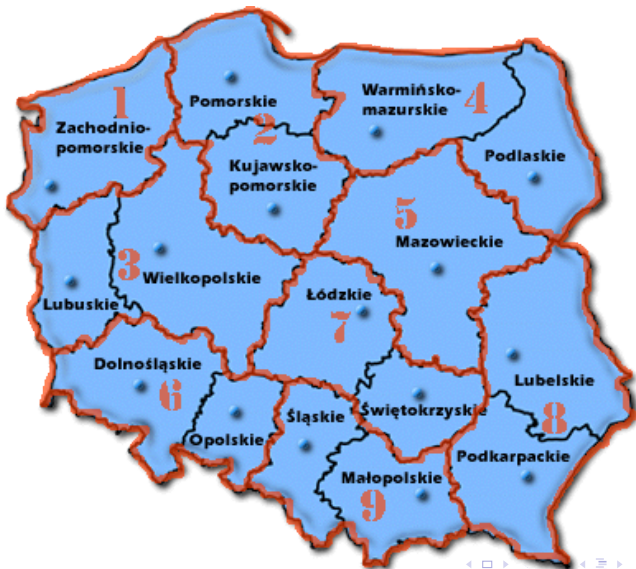 1
Zachodnio-
pomorskie
Pomorskie
2
Kujawsko-
pomorskie
Warmińsko-
mazurskie
4
Podlaskie
5
Mazowieckie
3
Wielkopolskie
Lubuskie
Łódzkie
7
Dolnośląskie
6
Opolskie
Śląskie
Świętokrzyskie
Lubelskie
8
Podkarpackie
Małopolskie
9